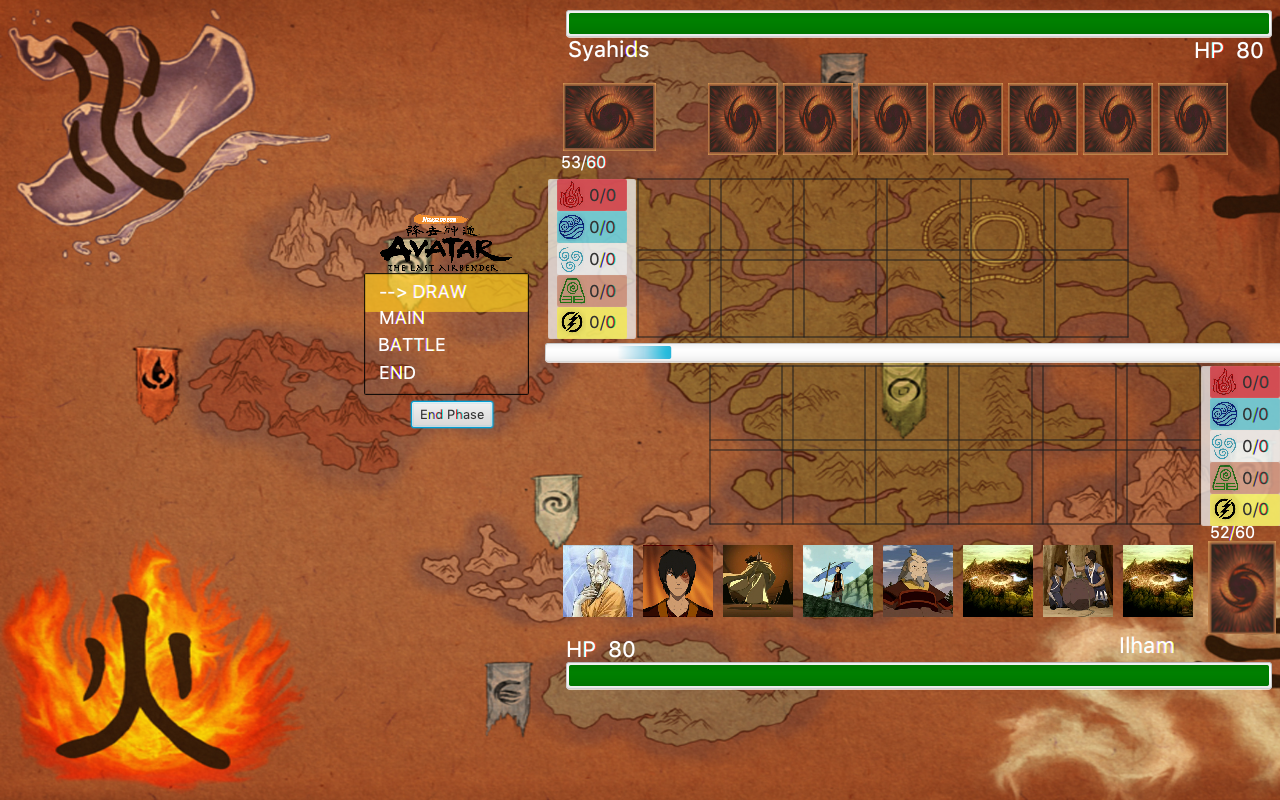 Syahids
HP 80
53/60
0/0
0/0
0/0
0/0
0/0
AVATAR
THE LAST AIRBENDER
--> DRAW
MAIN
BATTLE
END
End Phase
0/0
0/0
0/0
0/0
0/0
52/60
HP 80
Ilham
火